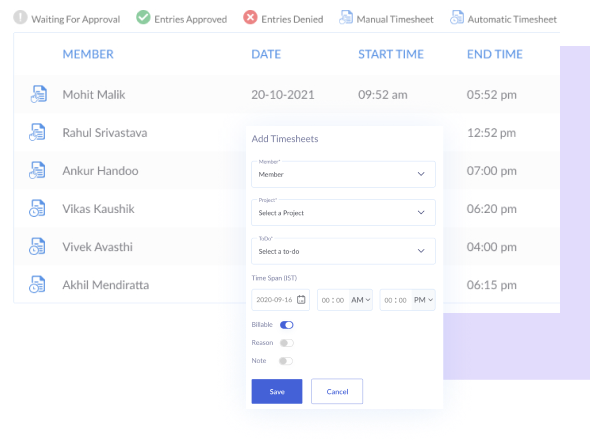 Waiting For Approval Entries Approved Entries Denied Manual Timesheet Automatic Timesheet
MEMBER DATE START TIME END TIME
Mohit Malik 20-10-2021 09:52 am 05:52 pm
Rahul Srivastava 12:52 pm
Add Timesheets
Member*
Ankur Handoo Member 07:00 pm
Project*
Vikas Kaushik Select a Project 06:20 pm
ToDo*
Vivek Avasthi Select a to-do 04:00 pm
Time Span (IST)
Akhil Mendiratta 06:15 pm
2020-09-16 00 : 00 AM 00 : 00 PM
Billable
Reason
Note
Save Cancel